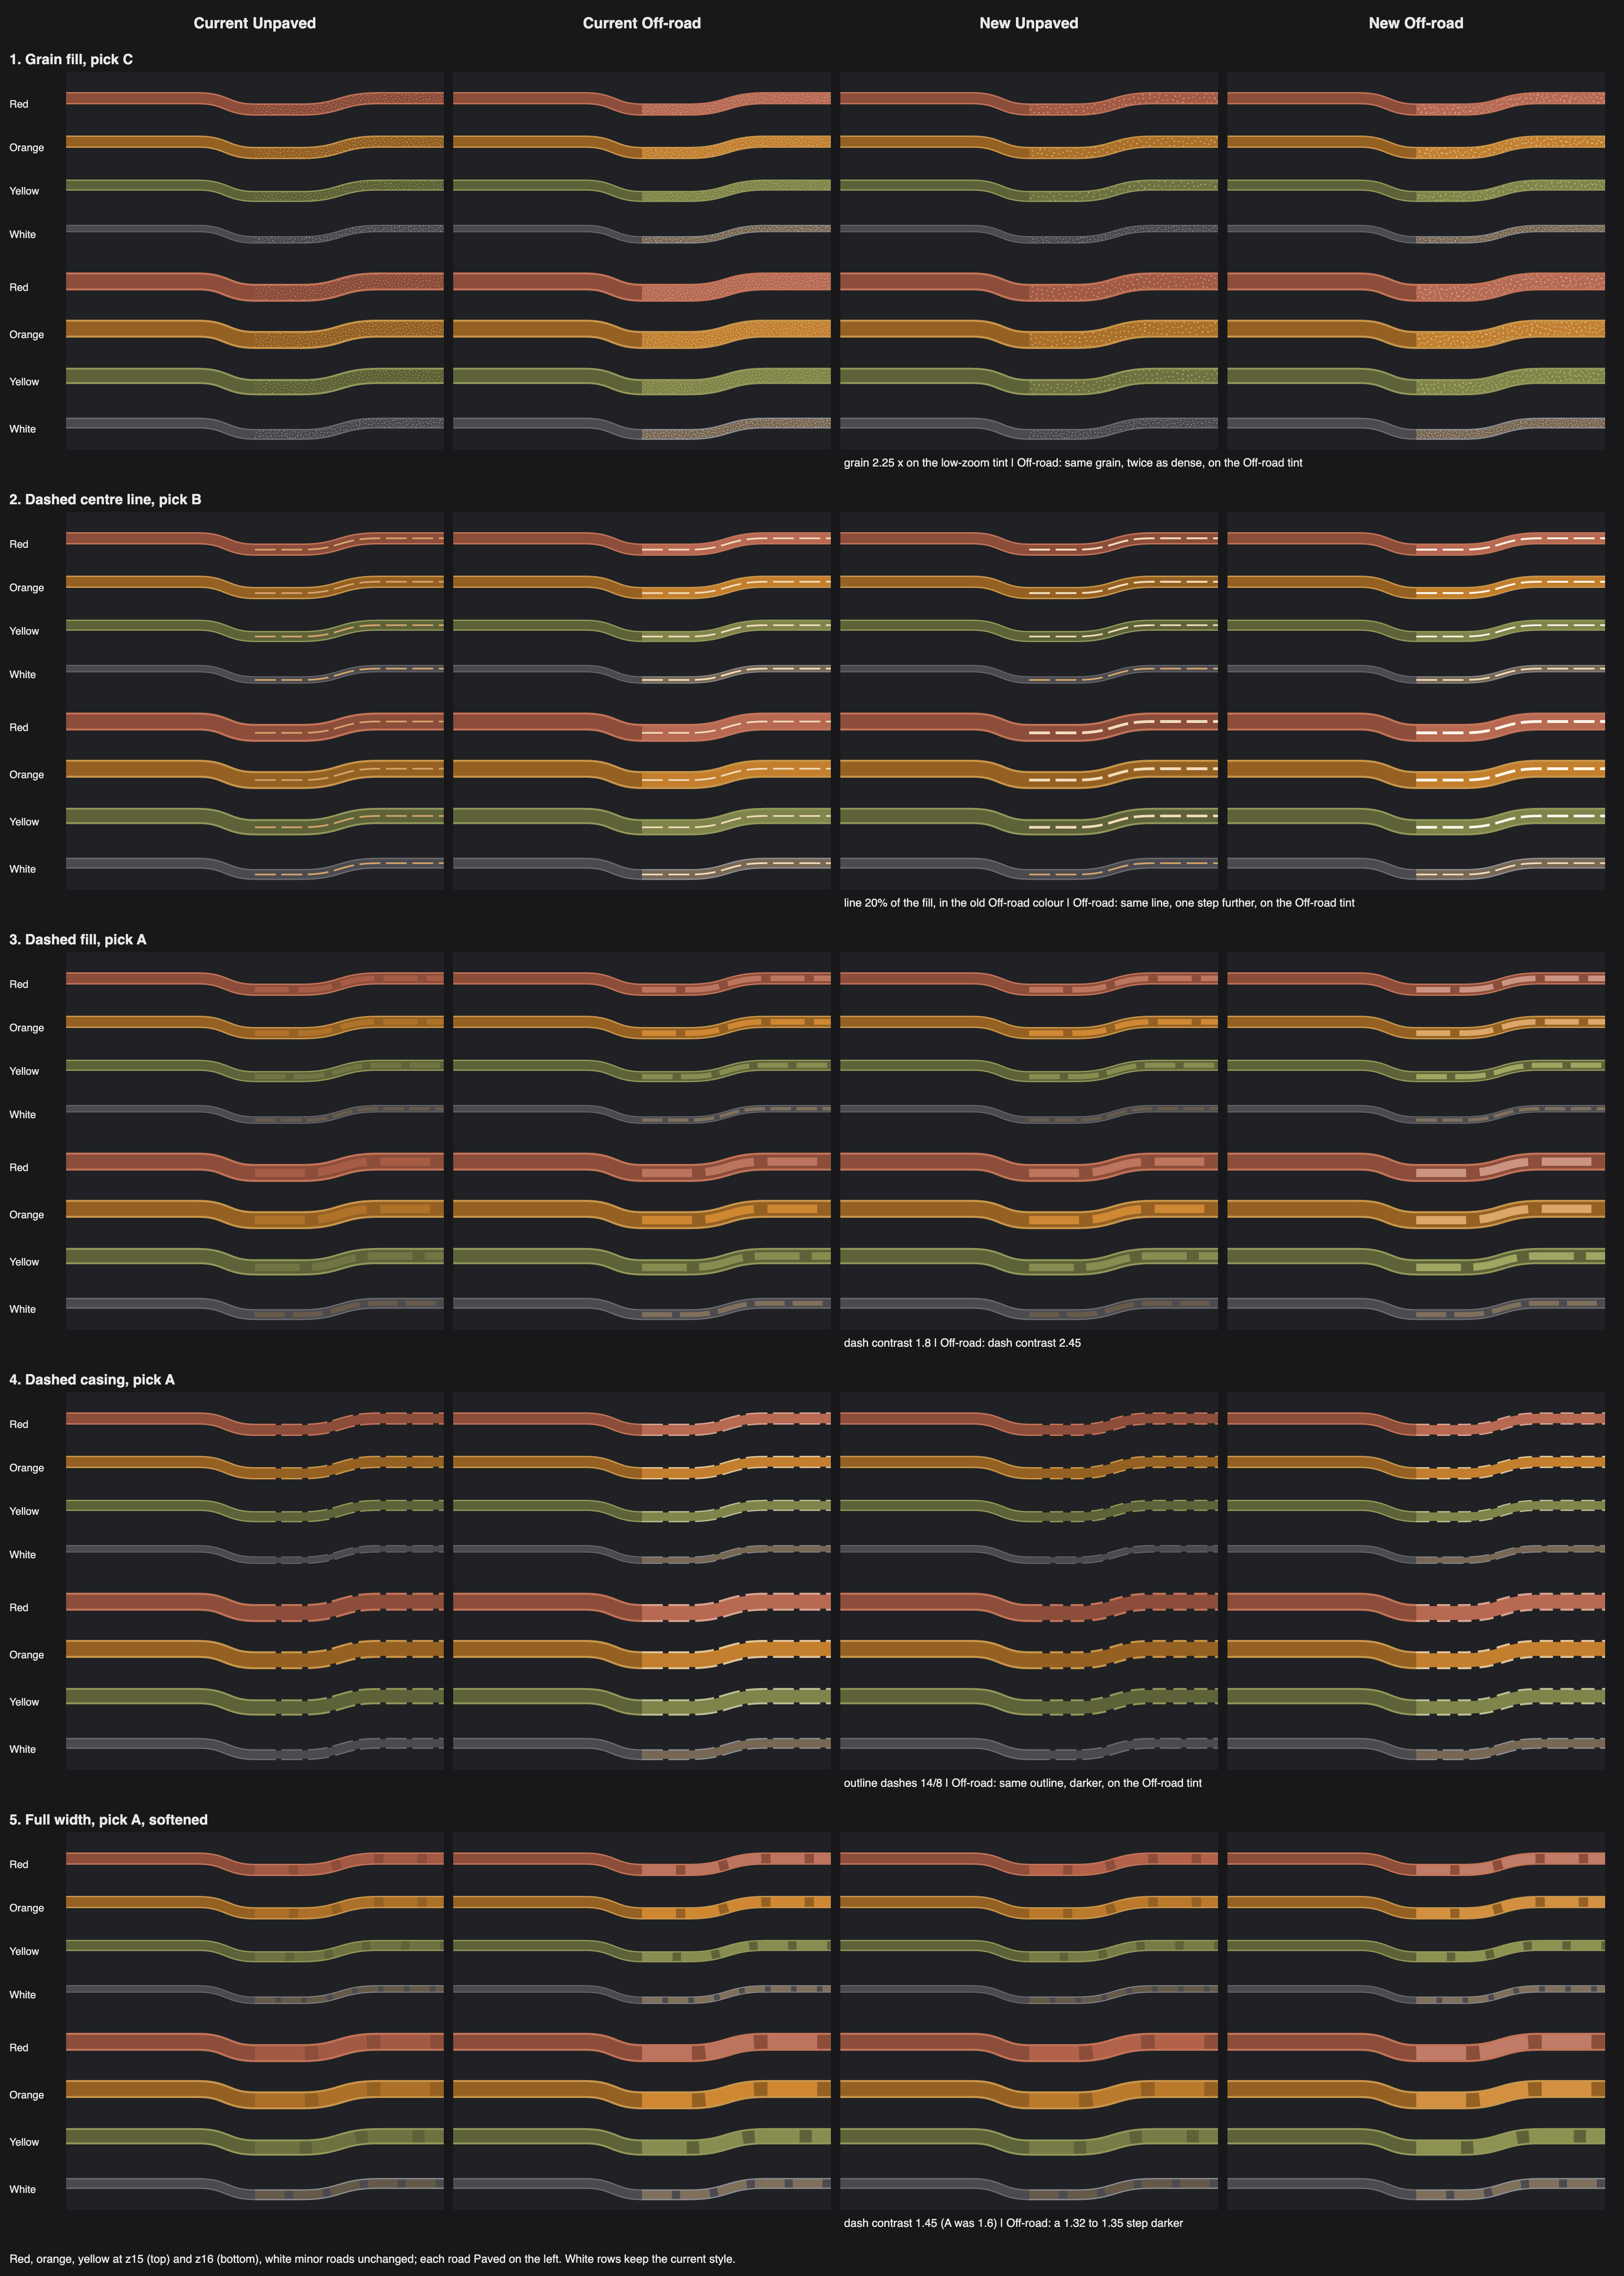 Current Unpaved
Current Off-road
New Unpaved
New Off-road
1. Grain fill, pick C
Red
Orange
Yellow
White
Red
Orange
Yellow
White
grain 2.25 x on the low-zoom tint | Off-road: same grain, twice as dense, on the Off-road tint
2. Dashed centre line, pick B
Red
Orange
Yellow
White
Red
Orange
Yellow
White
line 20% of the fill, in the old Off-road colour | Off-road: same line, one step further, on the Off-road tint
3. Dashed fill, pick A
Red
Orange
Yellow
White
Red
Orange
Yellow
White
dash contrast 1.8 | Off-road: dash contrast 2.45
4. Dashed casing, pick A
Red
Orange
Yellow
White
Red
Orange
Yellow
White
outline dashes 14/8 | Off-road: same outline, darker, on the Off-road tint
5. Full width, pick A, softened
Red
Orange
Yellow
White
Red
Orange
Yellow
White
dash contrast 1.45 (A was 1.6) | Off-road: a 1.32 to 1.35 step darker
Red, orange, yellow at z15 (top) and z16 (bottom), white minor roads unchanged; each road Paved on the left. White rows keep the current style.